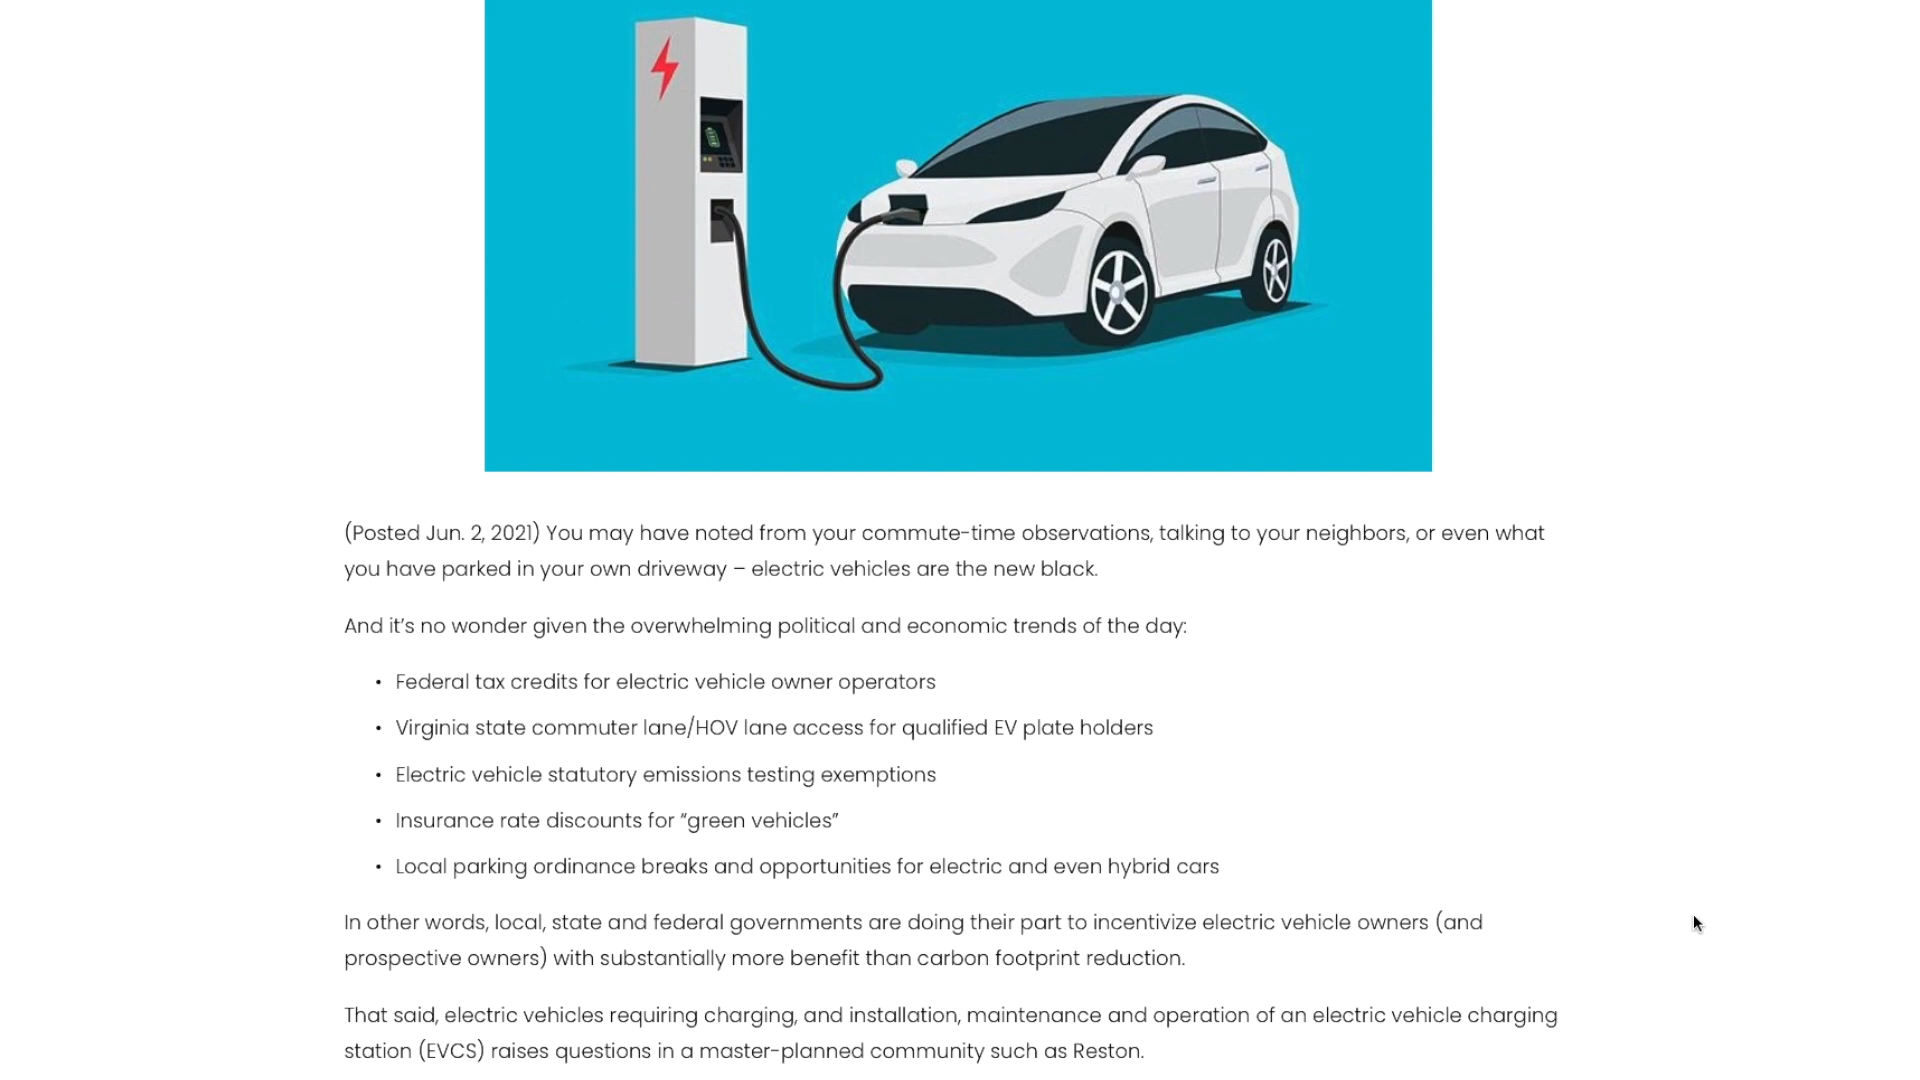 (Posted Jun. 2, 2021) You may have noted from your commute-time observations, talking to your neighbors, or even what
you have parked in your own driveway – electric vehicles are the new black.
And it’s no wonder given the overwhelming political and economic trends of the day:
• Federal tax credits for electric vehicle owner operators
• Virginia state commuter lane/HOV lane access for qualified EV plate holders
• Electric vehicle statutory emissions testing exemptions
• Insurance rate discounts for “green vehicles”
• Local parking ordinance breaks and opportunities for electric and even hybrid cars
In other words, local, state and federal governments are doing their part to incentivize electric vehicle owners (and
prospective owners) with substantially more benefit than carbon footprint reduction.
That said, electric vehicles requiring charging, and installation, maintenance and operation of an electric vehicle charging
station (EVCS) raises questions in a master-planned community such as Reston.